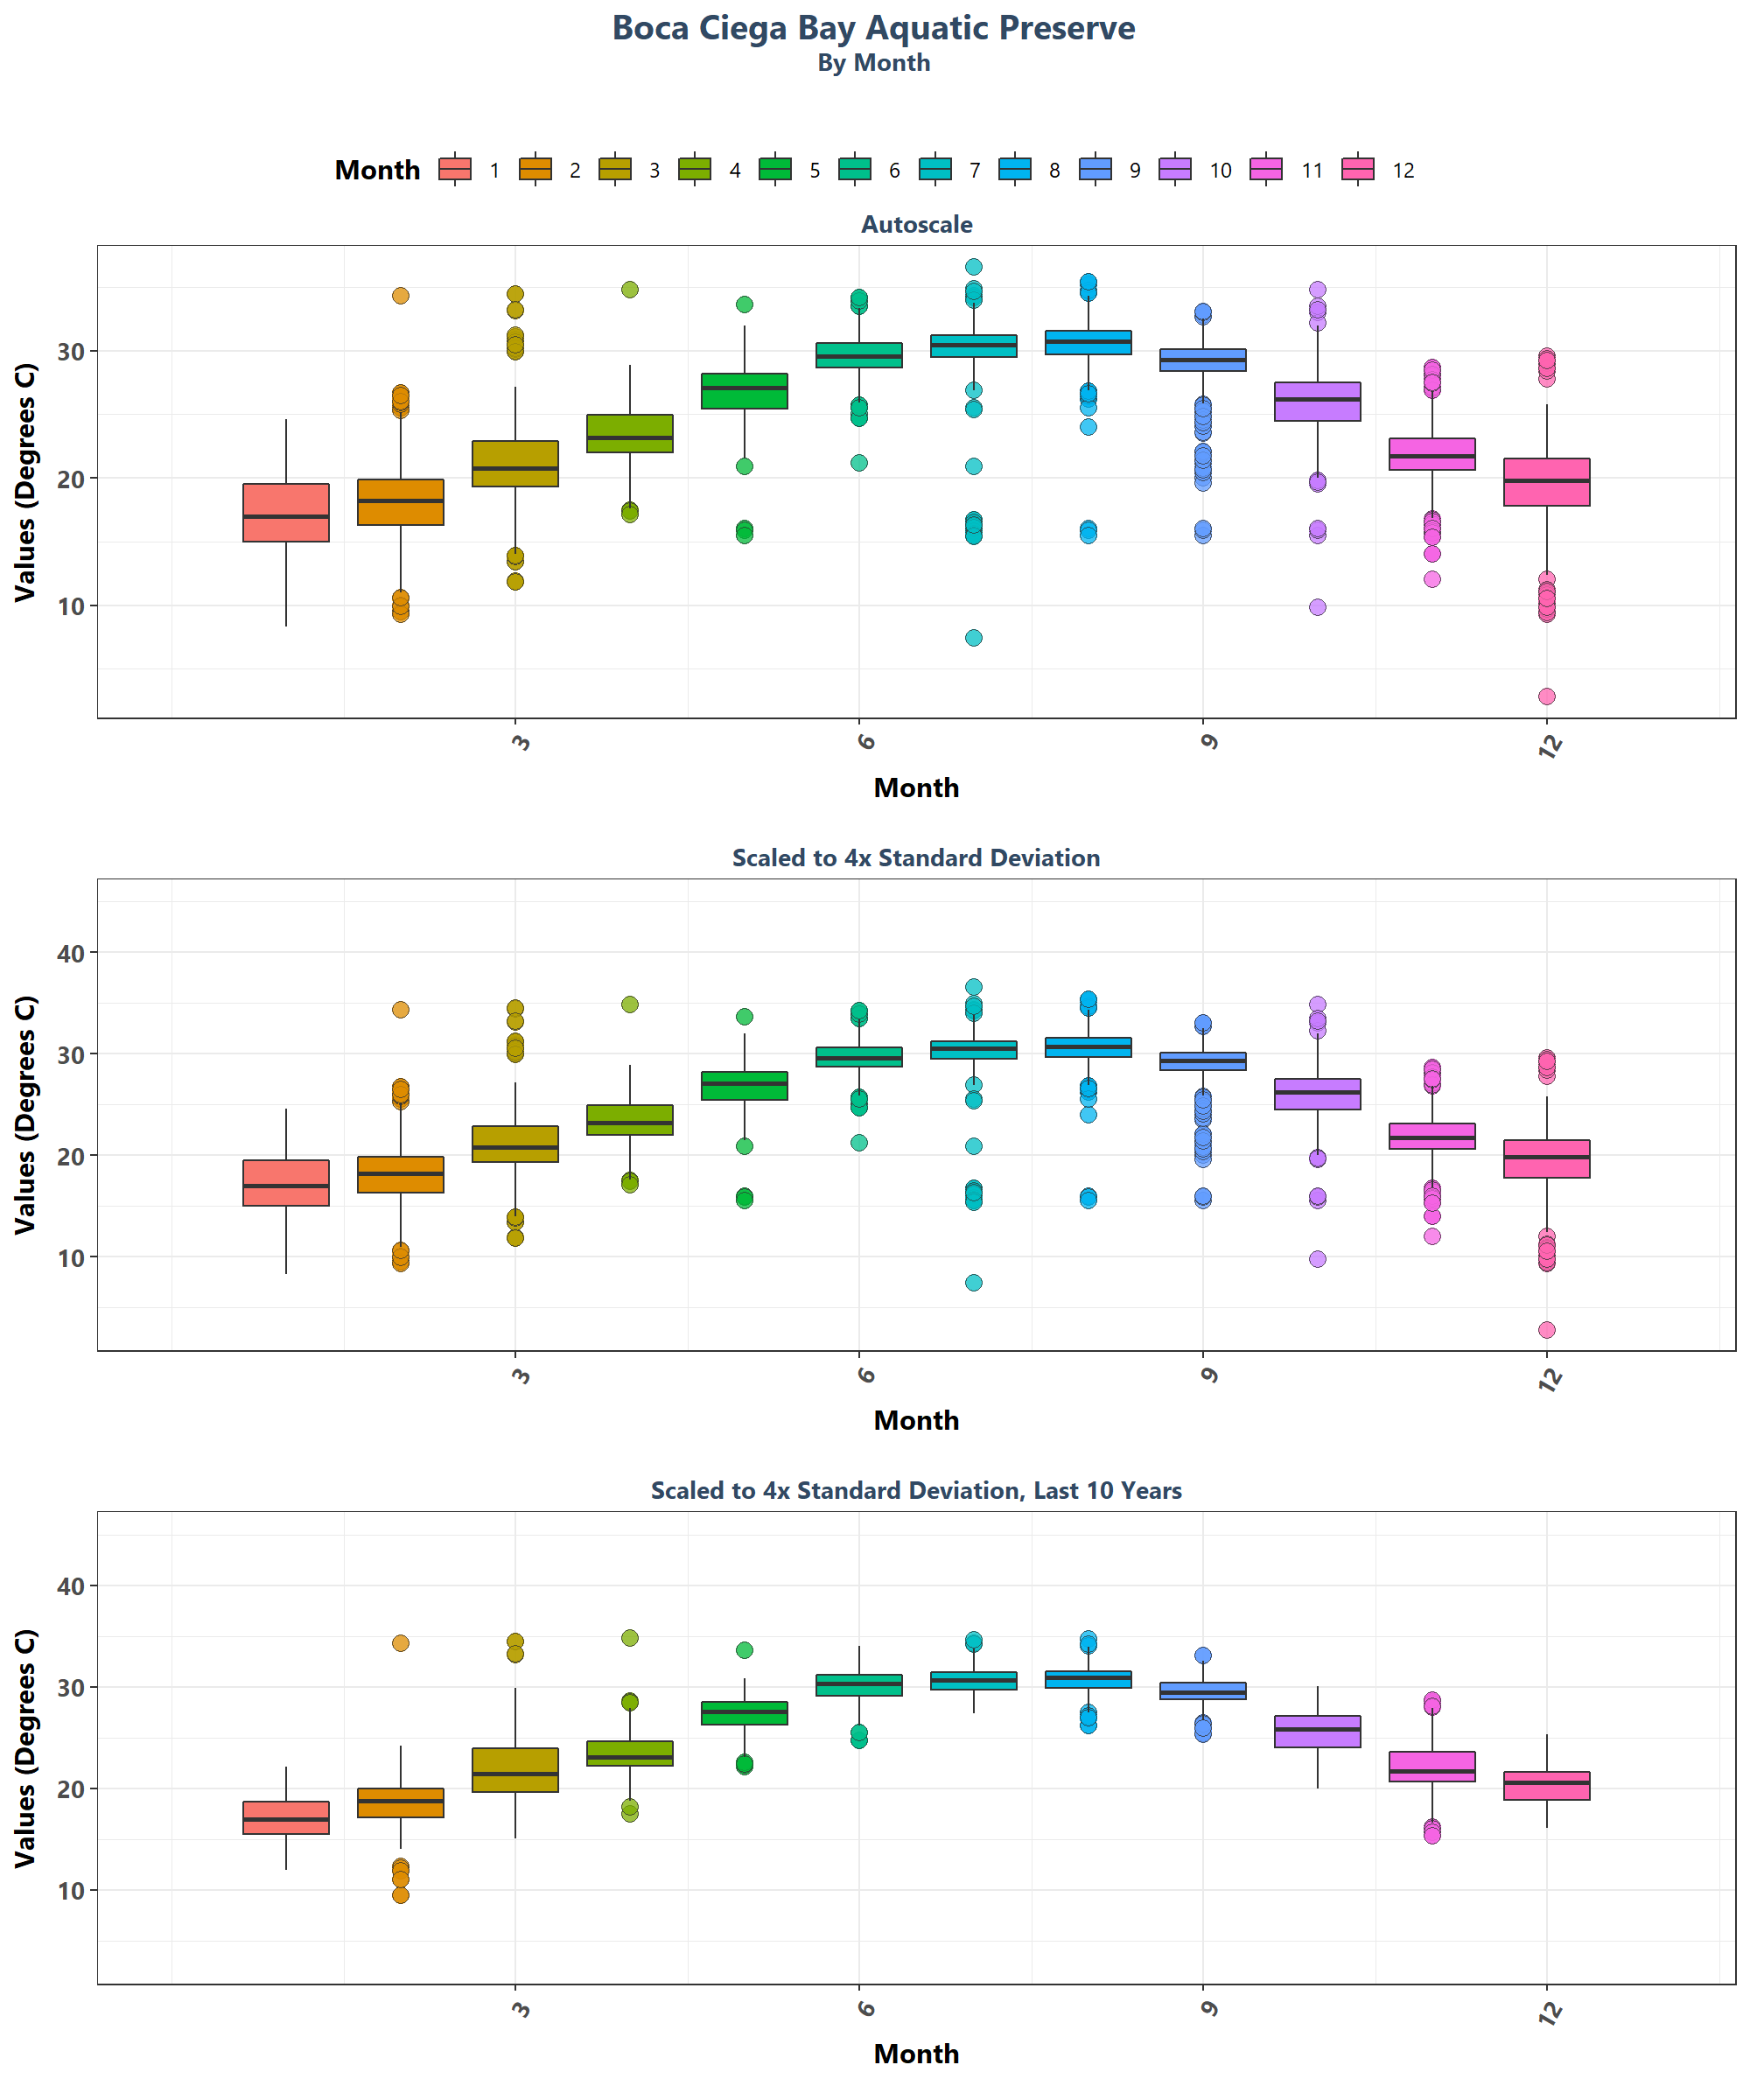 Boca Ciega Bay Aquatic Preserve
By Month
Month 1 2 3 4 5 6 7 8 9 10 11 12
Autoscale
Values (Degrees C)
30
20
10
3 6 9 12
Month
Scaled to 4x Standard Deviation
Values (Degrees C)
40
30
20
10
3 6 9 12
Month
Scaled to 4x Standard Deviation, Last 10 Years
Values (Degrees C)
40
30
20
10
3 6 9 12
Month